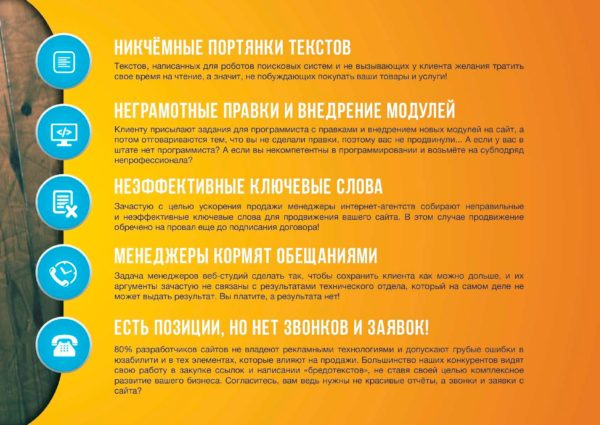 НИКЧЁМНЫЕ ПОРТЯНКИ ТЕКСТОВ
Текстов, написанных для роботов поисковых систем и не вызывающих у клиента желания тратить
свое время на чтение, а значит, не побуждающих покупать ваши товары и услуги!
НЕГРАМОТНЫЕ ПРАВКИ И ВНЕДРЕНИЕ МОДУЛЕЙ
Клиенту присылают задания для программиста с правками и внедрением новых модулей на сайт, а
потом отговариваются тем, что вы не сделали правки, поэтому вас не продвинули... А если у вас в
штате нет программиста? А если вы некомпетентны в программировании и возьмёте на субподряд
непрофессионала?
НЕЭФФЕКТИВНЫЕ КЛЮЧЕВЫЕ СЛОВА
Зачастую с целью ускорения продажи менеджеры интернет-агентств собирают неправильные
и неэффективные ключевые слова для продвижения вашего сайта. В этом случае продвижение
обречено на провал еще до подписания договора!
МЕНЕДЖЕРЫ КОРМЯТ ОБЕЩАНИЯМИ
Задача менеджеров веб-студий сделать так, чтобы сохранить клиента как можно дольше, и их
аргументы зачастую не связаны с результатами технического отдела, который на самом деле не
может выдать результат. Вы платите, а результата нет!
ЕСТЬ ПОЗИЦИИ, НО НЕТ ЗВОНКОВ И ЗАЯВОК!
80% разработчиков сайтов не владеют рекламными технологиями и допускают грубые ошибки в
юзабилити и в тех элементах, которые влияют на продажи. Большинство наших конкурентов видят
свою работу в закупке ссылок и написании «бредотекстов», не ставя своей целью комплексное
развитие вашего бизнеса. Согласитесь, вам ведь нужны не красивые отчёты, а звонки и заявки с
сайта?